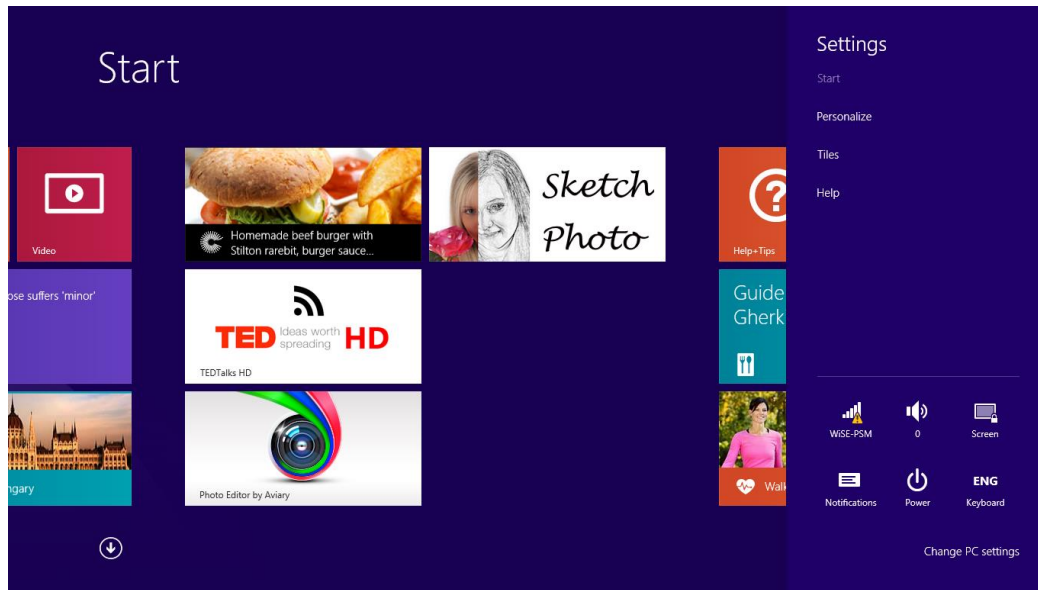 Start
Video
ose suffers 'minor'
ngary
Homemade beef burger with
Stilton rarebit, burger sauce...
Sketch
Photo
TED Ideas worth
spreading HD
TEDTalks HD
Photo Editor by Aviary
Help+Tips
Guide
Gherk
Walk
Settings
Start
Personalize
Tiles
Help
WiSE-PSM
0
Screen
Notifications
Power
ENG
Keyboard
Change PC settings